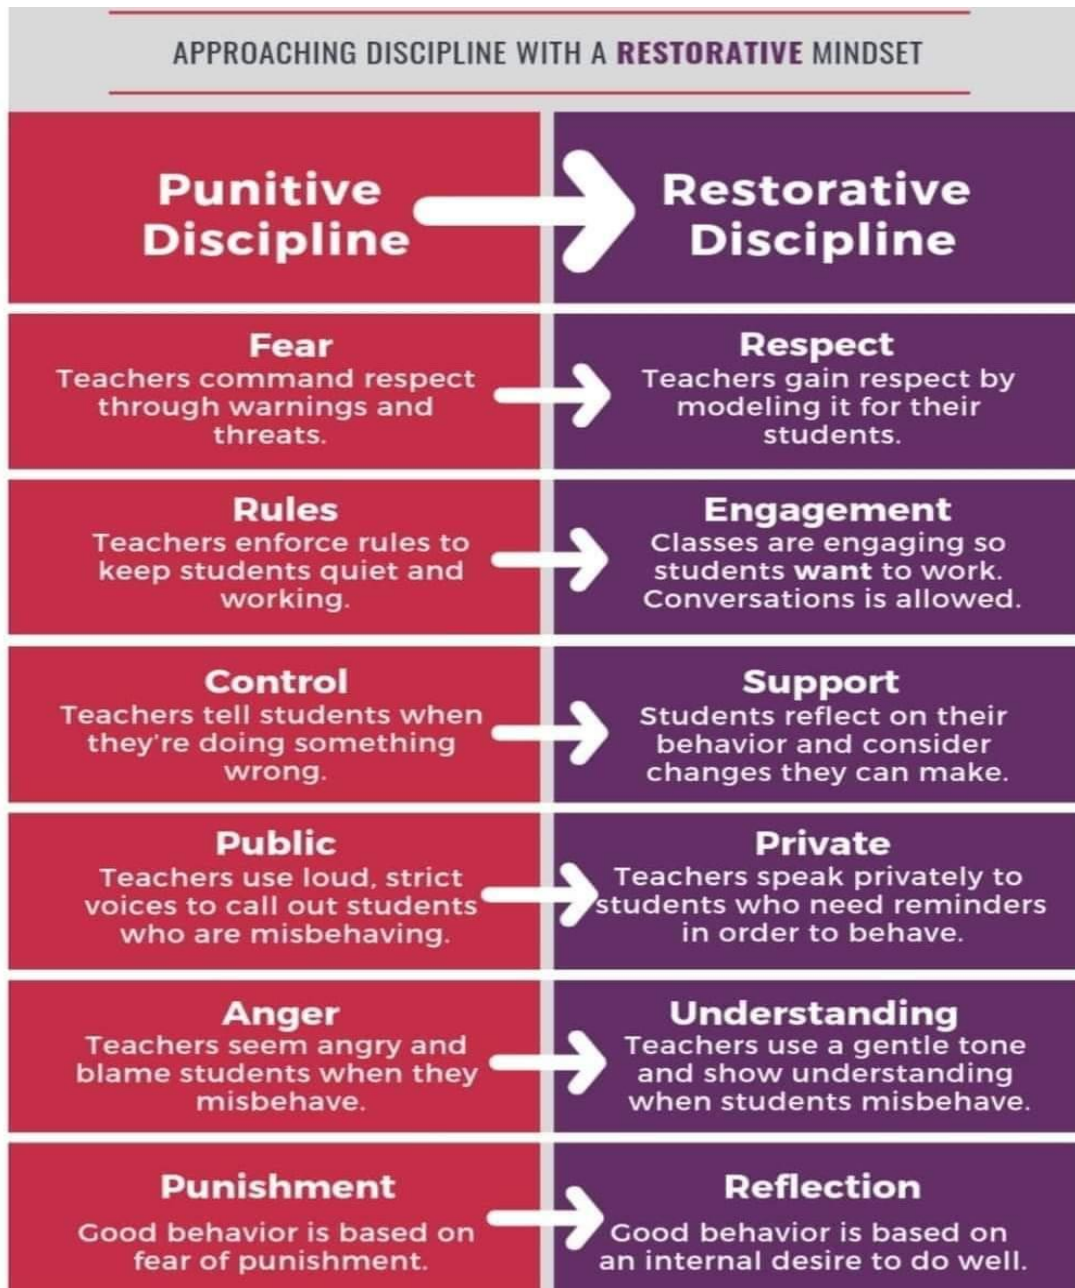 APPROACHING DISCIPLINE WITH A RESTORATIVE MINDSET
Punitive
Discipline
Restorative
Discipline
Fear
Teachers command respect
through warnings and
threats.
Respect
Teachers gain respect by
modeling it for their
students.
Rules
Teachers enforce rules to
keep students quiet and
working.
Engagement
Classes are engaging so
students want to work.
Conversations is allowed.
Control
Teachers tell students when
they're doing something
wrong.
Support
Students reflect on their
behavior and consider
changes they can make.
Public
Teachers use loud, strict
voices to call out students
who are misbehaving.
Private
Teachers speak privately to
students who need reminders
in order to behave.
Anger
Teachers seem angry and
blame students when they
misbehave.
Understanding
Teachers use a gentle tone
and show understanding
when students misbehave.
Punishment
Good behavior is based on
fear of punishment.
Reflection
Good behavior is based on
an internal desire to do well.